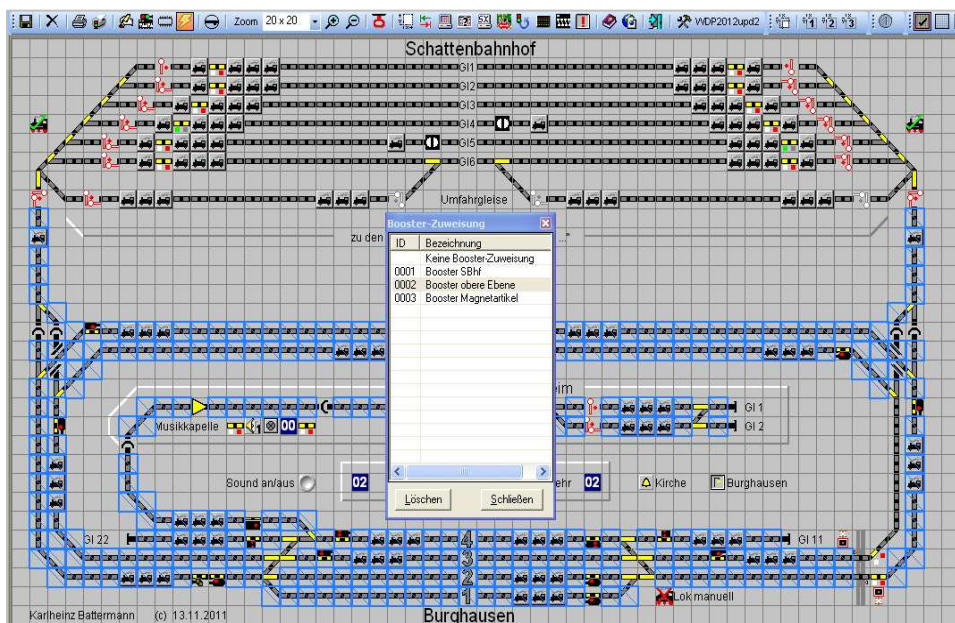 Zoom 20 x 20 WDP2012upd2
Schattenbahnhof
Gl1
Gl2
Gl3
Gl4
Gl5
Gl6
Umfahrgleise
Booster-Zuweisung
zu den
..."
ID Bezeichnung
Keine Booster-Zuweisung
0001 Booster SBhf
0002 Booster obere Ebene
0003 Booster Magnetartikel
eim
Gl 1
Musikkapelle 1 00
Gl 2
Sound an/aus 02
ehr 02 Kirche Burghausen
Löschen Schließen
Gl 22 4 Gl 11
3
2
1
Lok manuell
Karlheinz Battermann (c) 13.11.2011 Burghausen